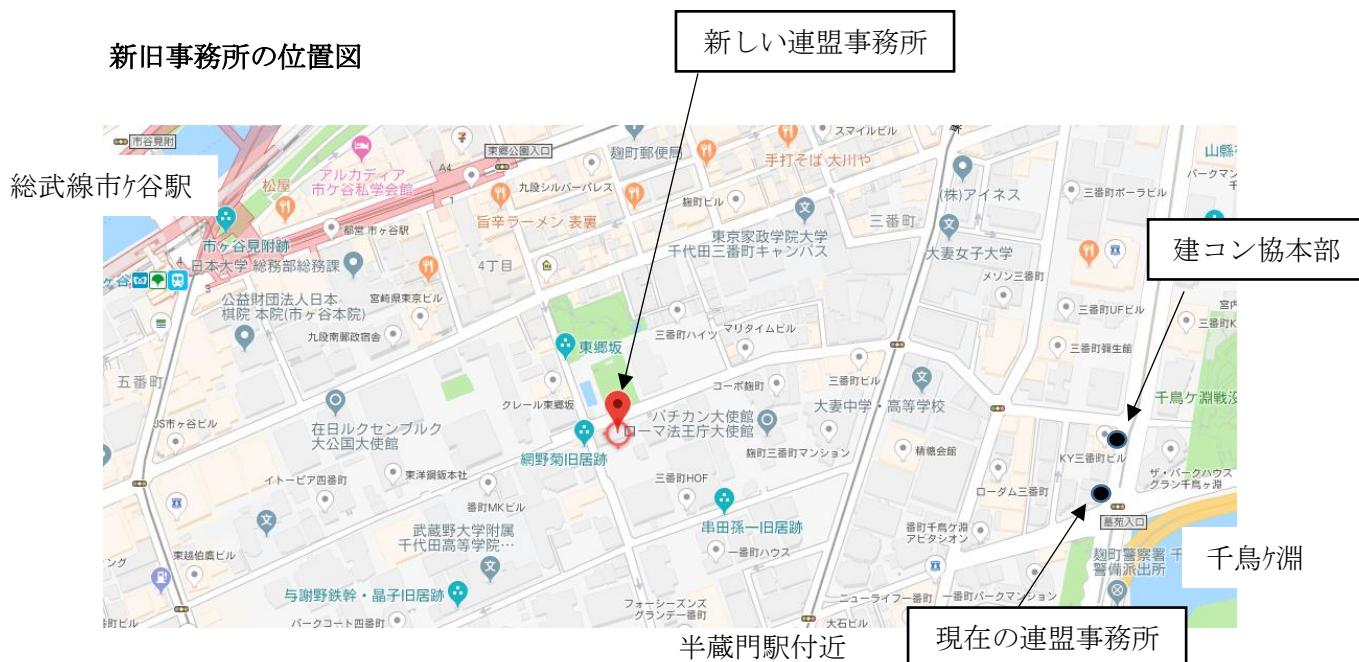 新旧事務所の位置図
新しい連盟事務所
総武線市ケ谷駅
建コン協本部
千鳥ケ淵
現在の連盟事務所
半蔵門駅付近
市谷見附
東郷公園入口
A4
1
アルカディア
市ケ谷私学会館
松屋
都営 市ヶ谷駅
市ヶ谷見附跡
4
3
日本大学 総務部総務課
公益財団法人日本
棋院 本院(市ヶ谷本院)
宮崎県東京ビル
九段南郵政宿舎
五番町
JS市ヶ谷ビル
九段シルバーパレス
旨辛ラーメン 表裏
4丁目
麹町郵便局
麹町ビル
手打そば 大川や
スマイルビル
東京家政学院大学
千代田三番町キャンパス
三番町
(株)アイネス
大妻女子大学
メゾン三番町
三番町ポーラビル
三番町UFビル
三番町彌生館
パークマン
千鳥ケ淵戦没
東郷坂
三番町ハイツ
マリタイムビル
クレール東郷坂
コーポ麹町
三番町ビル
大妻中学・高等学校
バチカン大使館
ローマ法王庁大使館
麹町三番町マンション
精糖会館
KY三番町ビル
ローダム三番町
ザ・パークハウス
グラン千鳥ヶ淵
墓苑入口
在日ルクセンブルク
大公国大使館
網野菊旧居跡
イトーピア四番町
東洋鋼鈑本社
番町MKビル
三番町HOF
串田孫一旧居跡
一番町ハウス
番町千鳥ケ淵
アビタシオン
麹町警察署 千
警備派出所
武蔵野大学附属
千代田高等学院…
東越伯鷹ビル
与謝野鉄幹・晶子旧居跡
パークコート四番町
フォーシーズンズ
グランデ一番町
ニューライフ一番町
一番町パークマンション
大石ビル